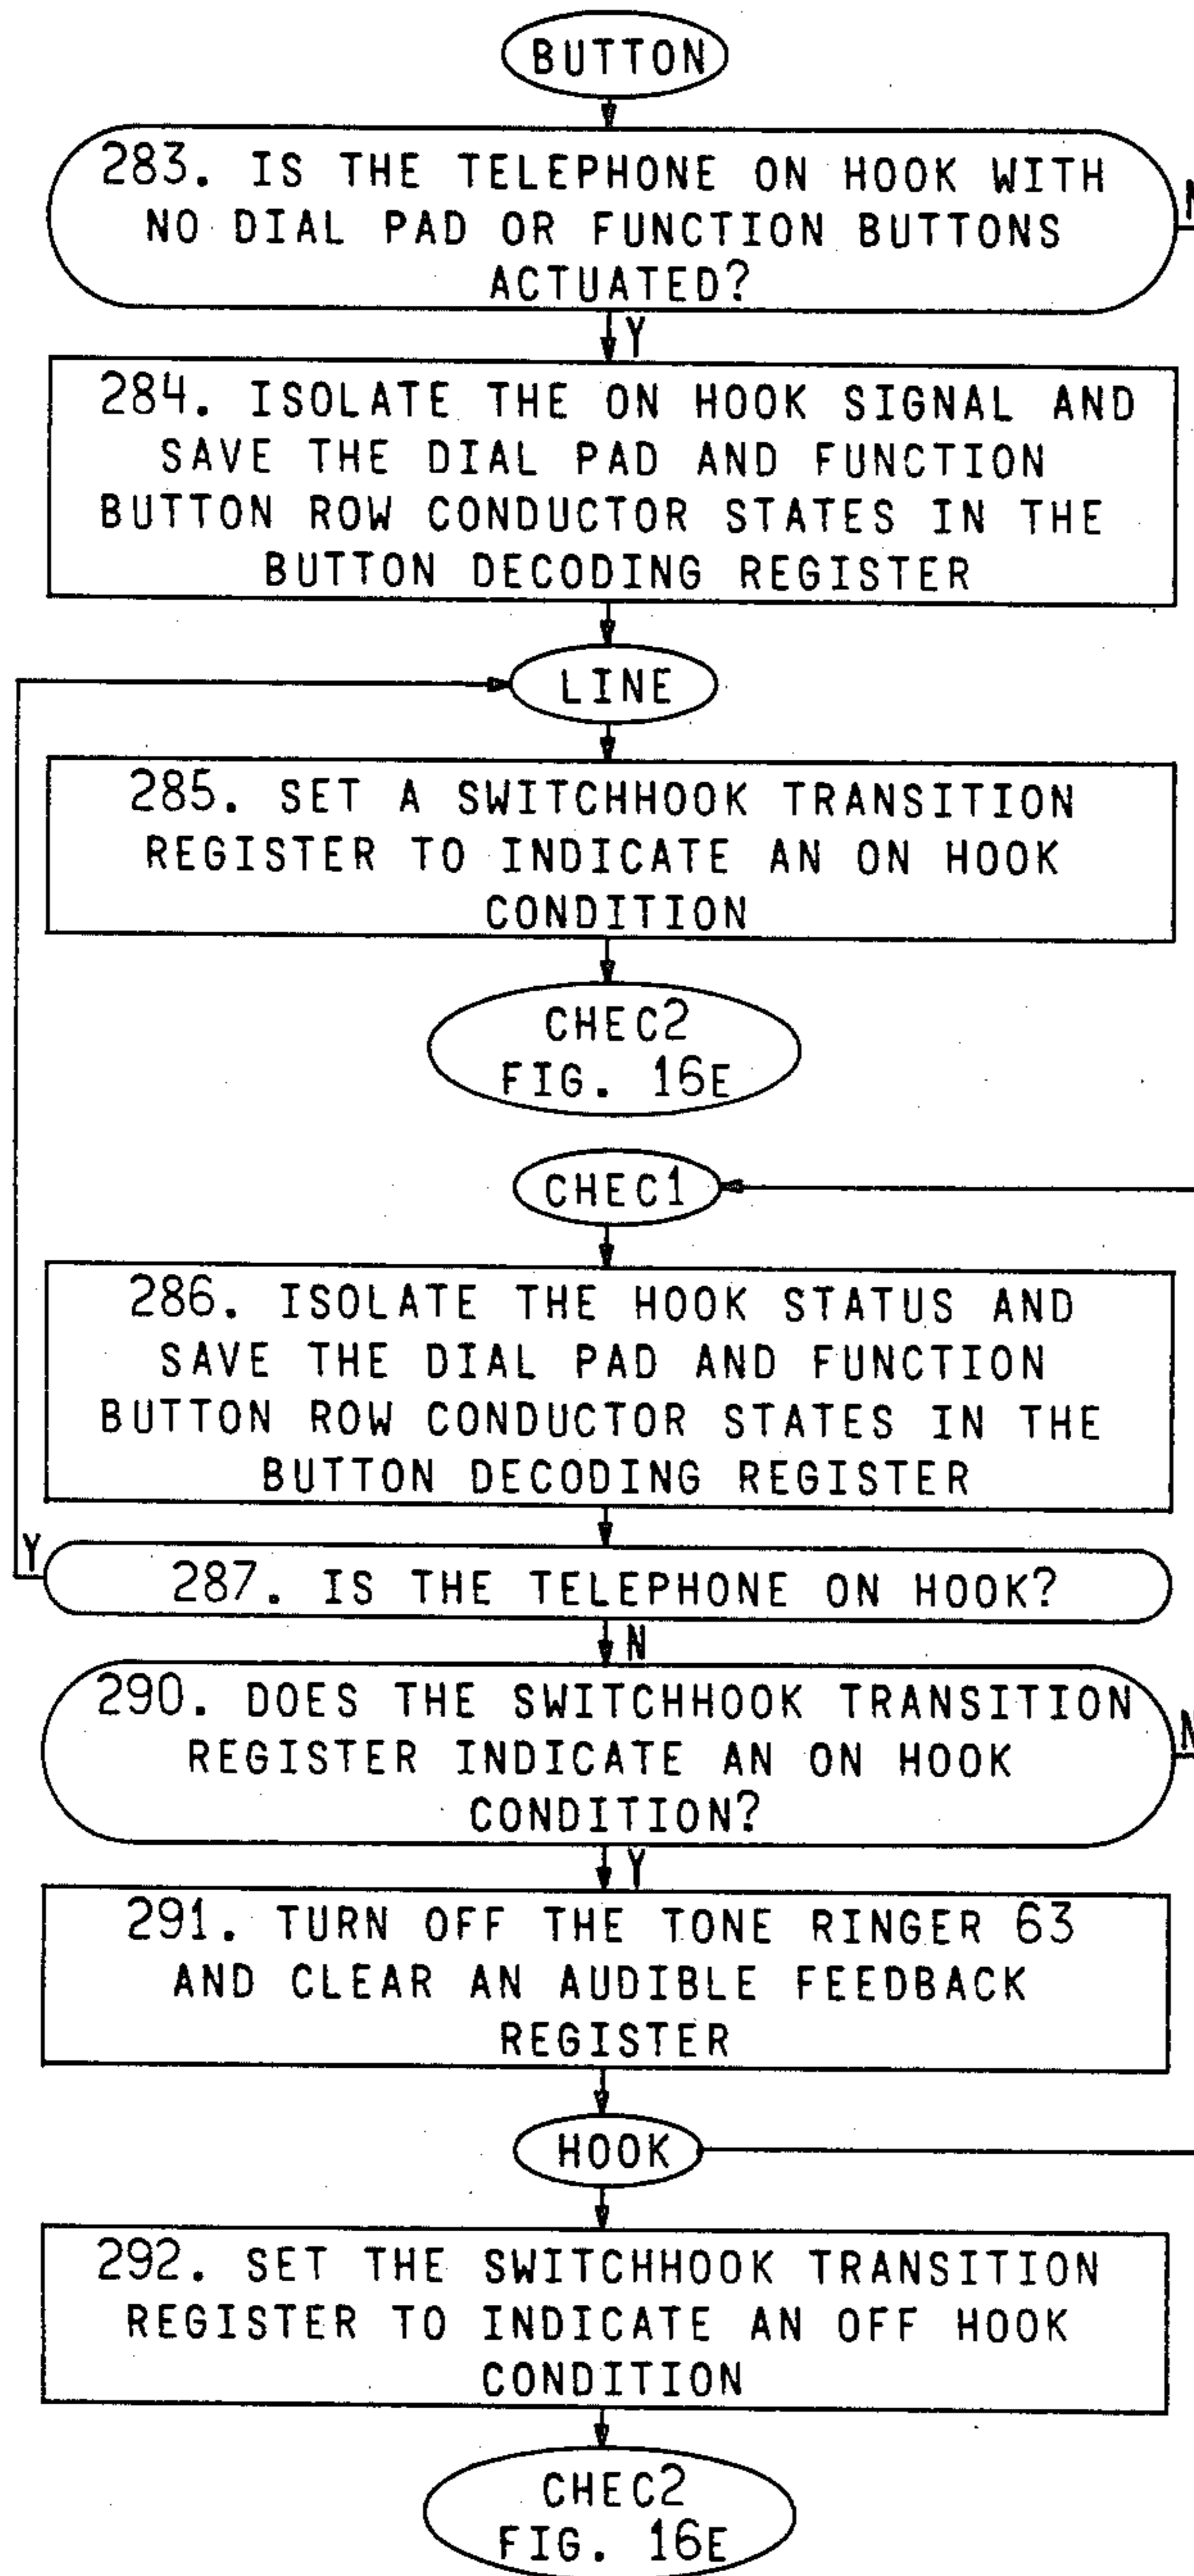 BUTTON
283. IS THE TELEPHONE ON HOOK WITH
NO DIAL PAD OR FUNCTION BUTTONS
ACTUATED?
N
Y
284. ISOLATE THE ON HOOK SIGNAL AND
SAVE THE DIAL PAD AND FUNCTION
BUTTON ROW CONDUCTOR STATES IN THE
BUTTON DECODING REGISTER
LINE
285. SET A SWITCHHOOK TRANSITION
REGISTER TO INDICATE AN ON HOOK
CONDITION
CHEC2
FIG. 16E
CHEC1
286. ISOLATE THE HOOK STATUS AND
SAVE THE DIAL PAD AND FUNCTION
BUTTON ROW CONDUCTOR STATES IN THE
BUTTON DECODING REGISTER
Y
287. IS THE TELEPHONE ON HOOK?
N
290. DOES THE SWITCHHOOK TRANSITION
REGISTER INDICATE AN ON HOOK
CONDITION?
N
Y
291. TURN OFF THE TONE RINGER 63
AND CLEAR AN AUDIBLE FEEDBACK
REGISTER
HOOK
292. SET THE SWITCHHOOK TRANSITION
REGISTER TO INDICATE AN OFF HOOK
CONDITION
CHEC2
FIG. 16E